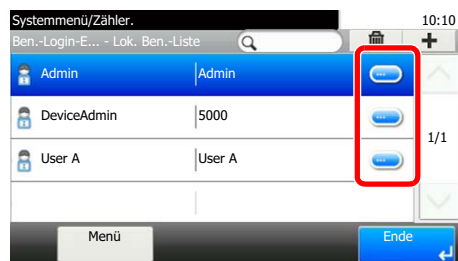 Systemmenü/Zähler. 10:10
Ben.-Login-E... - Lok. Ben.-Liste
Admin Admin
DeviceAdmin 5000
1/1
User A User A
Menü Ende